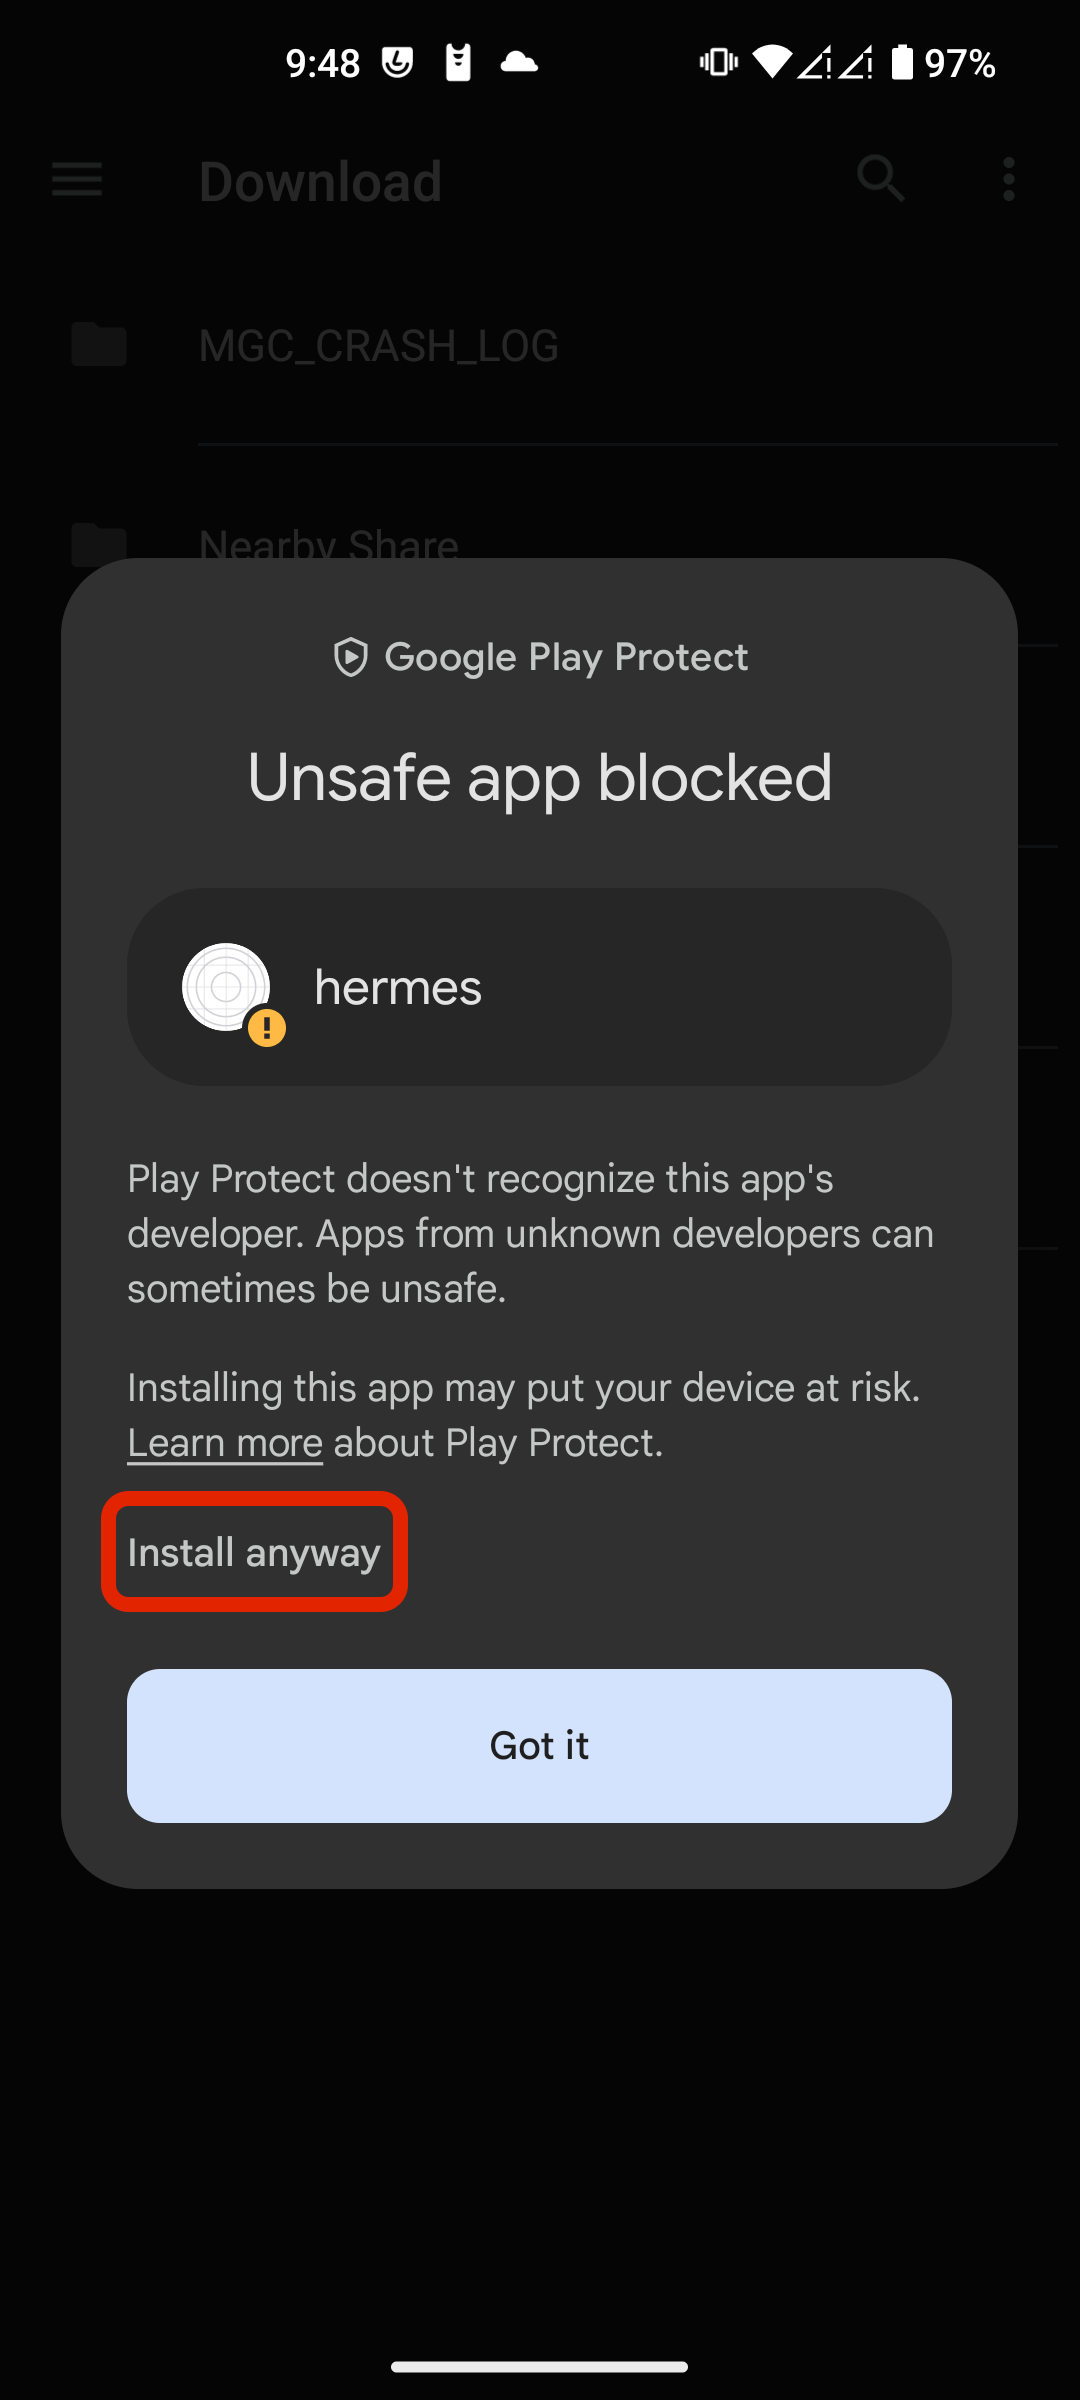 9:48
97%
Download
MGC_CRASH_LOG
Nearby Share
Google Play Protect
Unsafe app blocked
hermes
Play Protect doesn't recognize this app's
developer. Apps from unknown developers can
sometimes be unsafe.
Installing this app may put your device at risk.
Learn more about Play Protect.
Install anyway
Got it